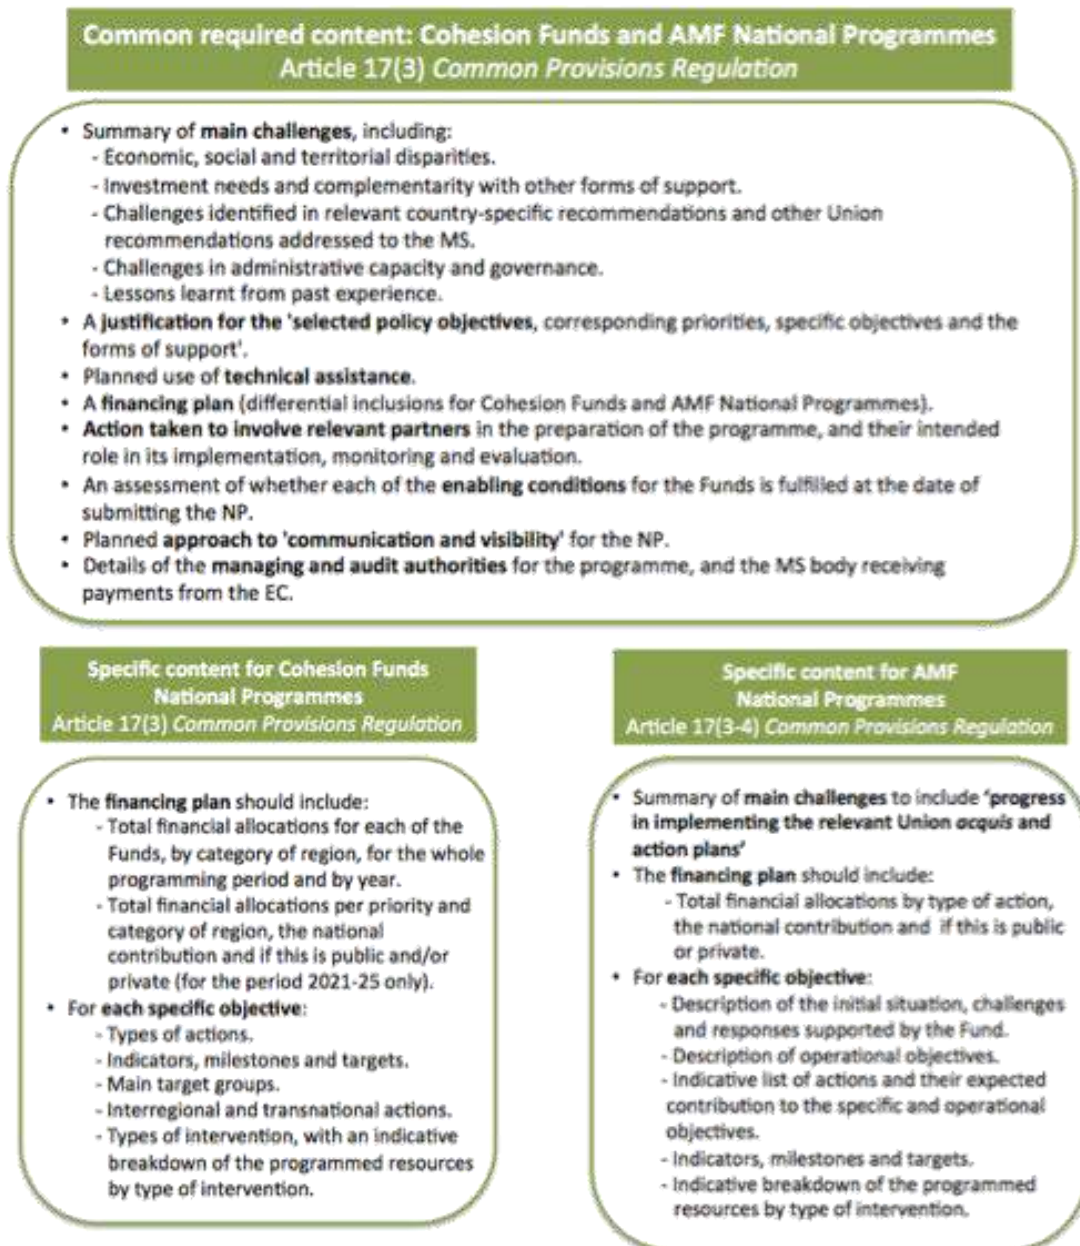 Common required content: Cohesion Funds and AMF National Programmes
Article 17(3) Common Provisions Regulation
• Summary of main challenges, including:
- Economic, social and territorial disparities.
- Investment needs and complementarity with other forms of support.
- Challenges identified in relevant country-specific recommendations and other Union
recommendations addressed to the MS.
- Challenges in administrative capacity and governance.
- Lessons learnt from past experience.
• A justification for the 'selected policy objectives, corresponding priorities, specific objectives and the
forms of support'.
• Planned use of technical assistance.
• A financing plan (differential inclusions for Cohesion Funds and AMF National Programmes).
• Action taken to involve relevant partners in the preparation of the programme, and their intended
role in its implementation, monitoring and evaluation.
• An assessment of whether each of the enabling conditions for the Funds is fulfilled at the date of
submitting the NP.
• Planned approach to 'communication and visibility' for the NP.
• Details of the managing and audit authorities for the programme, and the MS body receiving
payments from the EC.
Specific content for Cohesion Funds
National Programmes
Article 17(3) Common Provisions Regulation
• The financing plan should include:
- Total financial allocations for each of the
Funds, by category of region, for the whole
programming period and by year.
- Total financial allocations per priority and
category of region, the national
contribution and if this is public and/or
private (for the period 2021-25 only).
• For each specific objective:
- Types of actions.
- Indicators, milestones and targets.
- Main target groups.
- Interregional and transnational actions.
- Types of intervention, with an indicative
breakdown of the programmed resources
by type of intervention.
Specific content for AMF
National Programmes
Article 17(3-4) Common Provisions Regulation
• Summary of main challenges to include 'progress
in implementing the relevant Union acquis and
action plans'
• The financing plan should include:
- Total financial allocations by type of action,
the national contribution and if this is public
or private.
• For each specific objective:
- Description of the initial situation, challenges
and responses supported by the Fund.
- Description of operational objectives.
- Indicative list of actions and their expected
contribution to the specific and operational
objectives.
- Indicators, milestones and targets.
- Indicative breakdown of the programmed
resources by type of intervention.